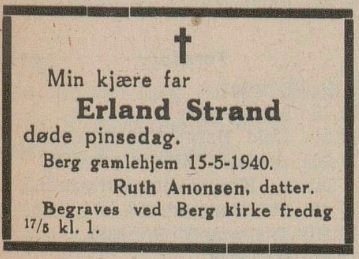 Min kjære far
Erland Strand
døde pinsedag.
Berg gamlehjem 15-5-1940.
Ruth Anonsen, datter.
Begraves ved Berg kirke fredag
17/5 kl. 1.